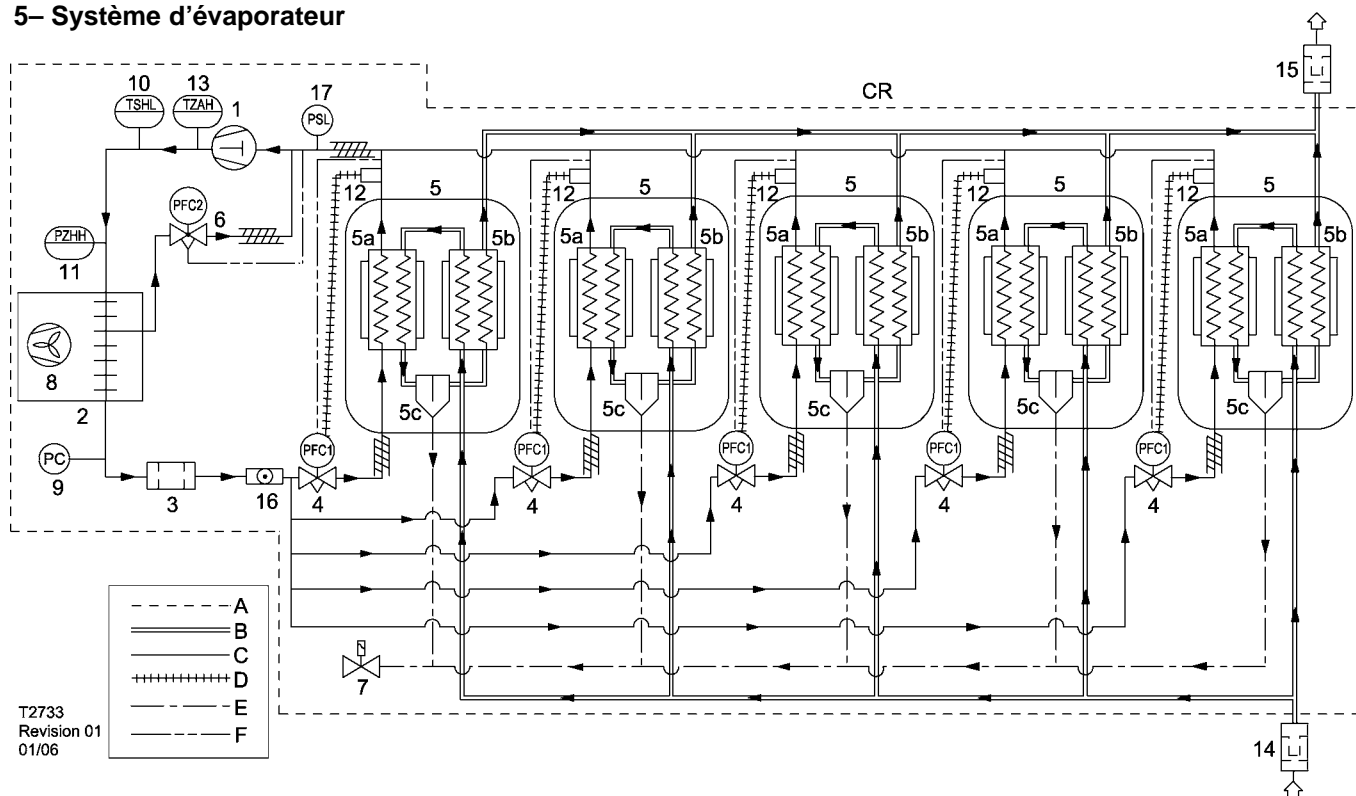 5– Système d’évaporateur
15
CR
10 13 17
TSHL TZAH 1 PSL
12 5 12 5 12 5 12 5 12 5
PFC2
6
5a 5b 5a 5b 5a 5b 5a 5b 5a 5b
PZHH
11
8
2
5c 5c 5c 5c 5c
PFC1 PFC1 PFC1 PFC1 PFC1
PC
9 3 16 4 4 4 4 4
A
B
C
D
E
F
7
T2733
Revision 01
01/06
14